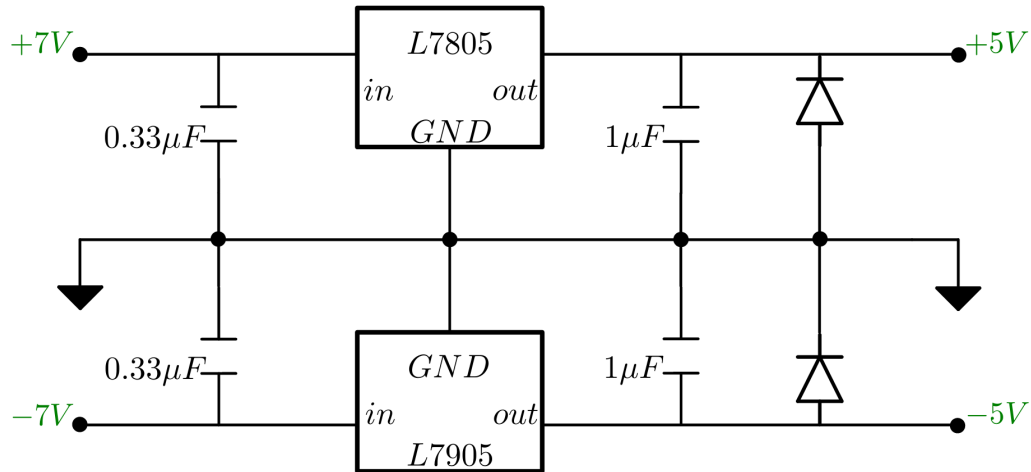 +7V
L7805
+5V
in
out
0.33μF
GND
1μF
0.33μF
GND
1μF
-7V
in
out
-5V
L7905